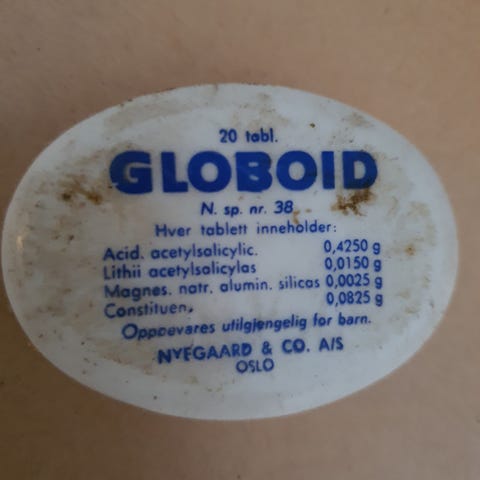 20 tabl.
GLOBOID
N. sp. nr. 38
Hver tablett inneholder:
Acid. acetylsalicylic. 0,4250 g
Lithii acetylsalicylas 0,0150 g
Magnes. natr. alumin. silicas 0,0025 g
Constituen. 0,0825 g
Oppbevares utilgjengelig for barn.
NYEGAARD & CO. A/S
OSLO